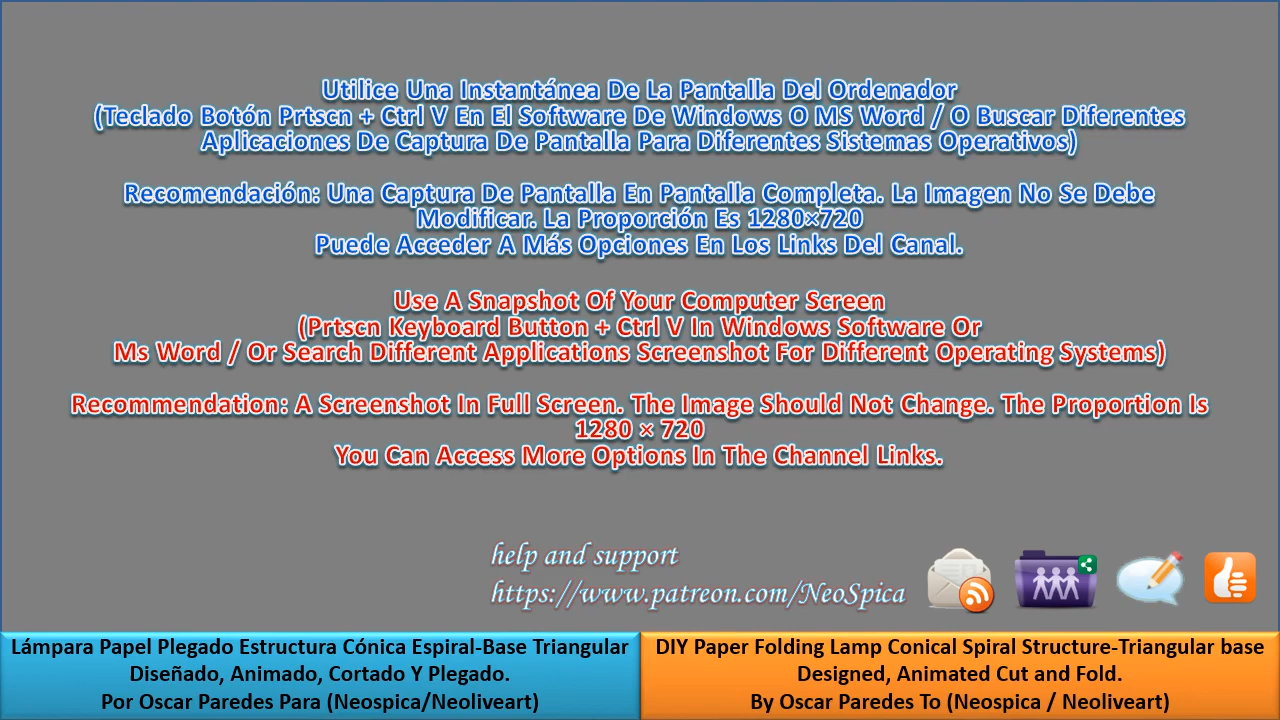 Utilice Una Instantánea De La Pantalla Del Ordenador
(Teclado Botón Prtscn + Ctrl V En El Software De Windows O MS Word / O Buscar Diferentes
Aplicaciones De Captura De Pantalla Para Diferentes Sistemas Operativos)
Recomendación: Una Captura De Pantalla En Pantalla Completa. La Imagen No Se Debe
Modificar. La Proporción Es 1280×720
Puede Acceder A Más Opciones En Los Links Del Canal.
Use A Snapshot Of Your Computer Screen
(Prtscn Keyboard Button + Ctrl V In Windows Software Or
Ms Word / Or Search Different Applications Screenshot For Different Operating Systems)
Recommendation: A Screenshot In Full Screen. The Image Should Not Change. The Proportion Is
1280 × 720
You Can Access More Options In The Channel Links.
help and support
https://www.patreon.com/NeoSpica
Lámpara Papel Plegado Estructura Cónica Espiral-Base Triangular
Diseñado, Animado, Cortado Y Plegado.
Por Oscar Paredes Para (Neospica/Neoliveart)
DIY Paper Folding Lamp Conical Spiral Structure-Triangular base
Designed, Animated Cut and Fold.
By Oscar Paredes To (Neospica / Neoliveart)